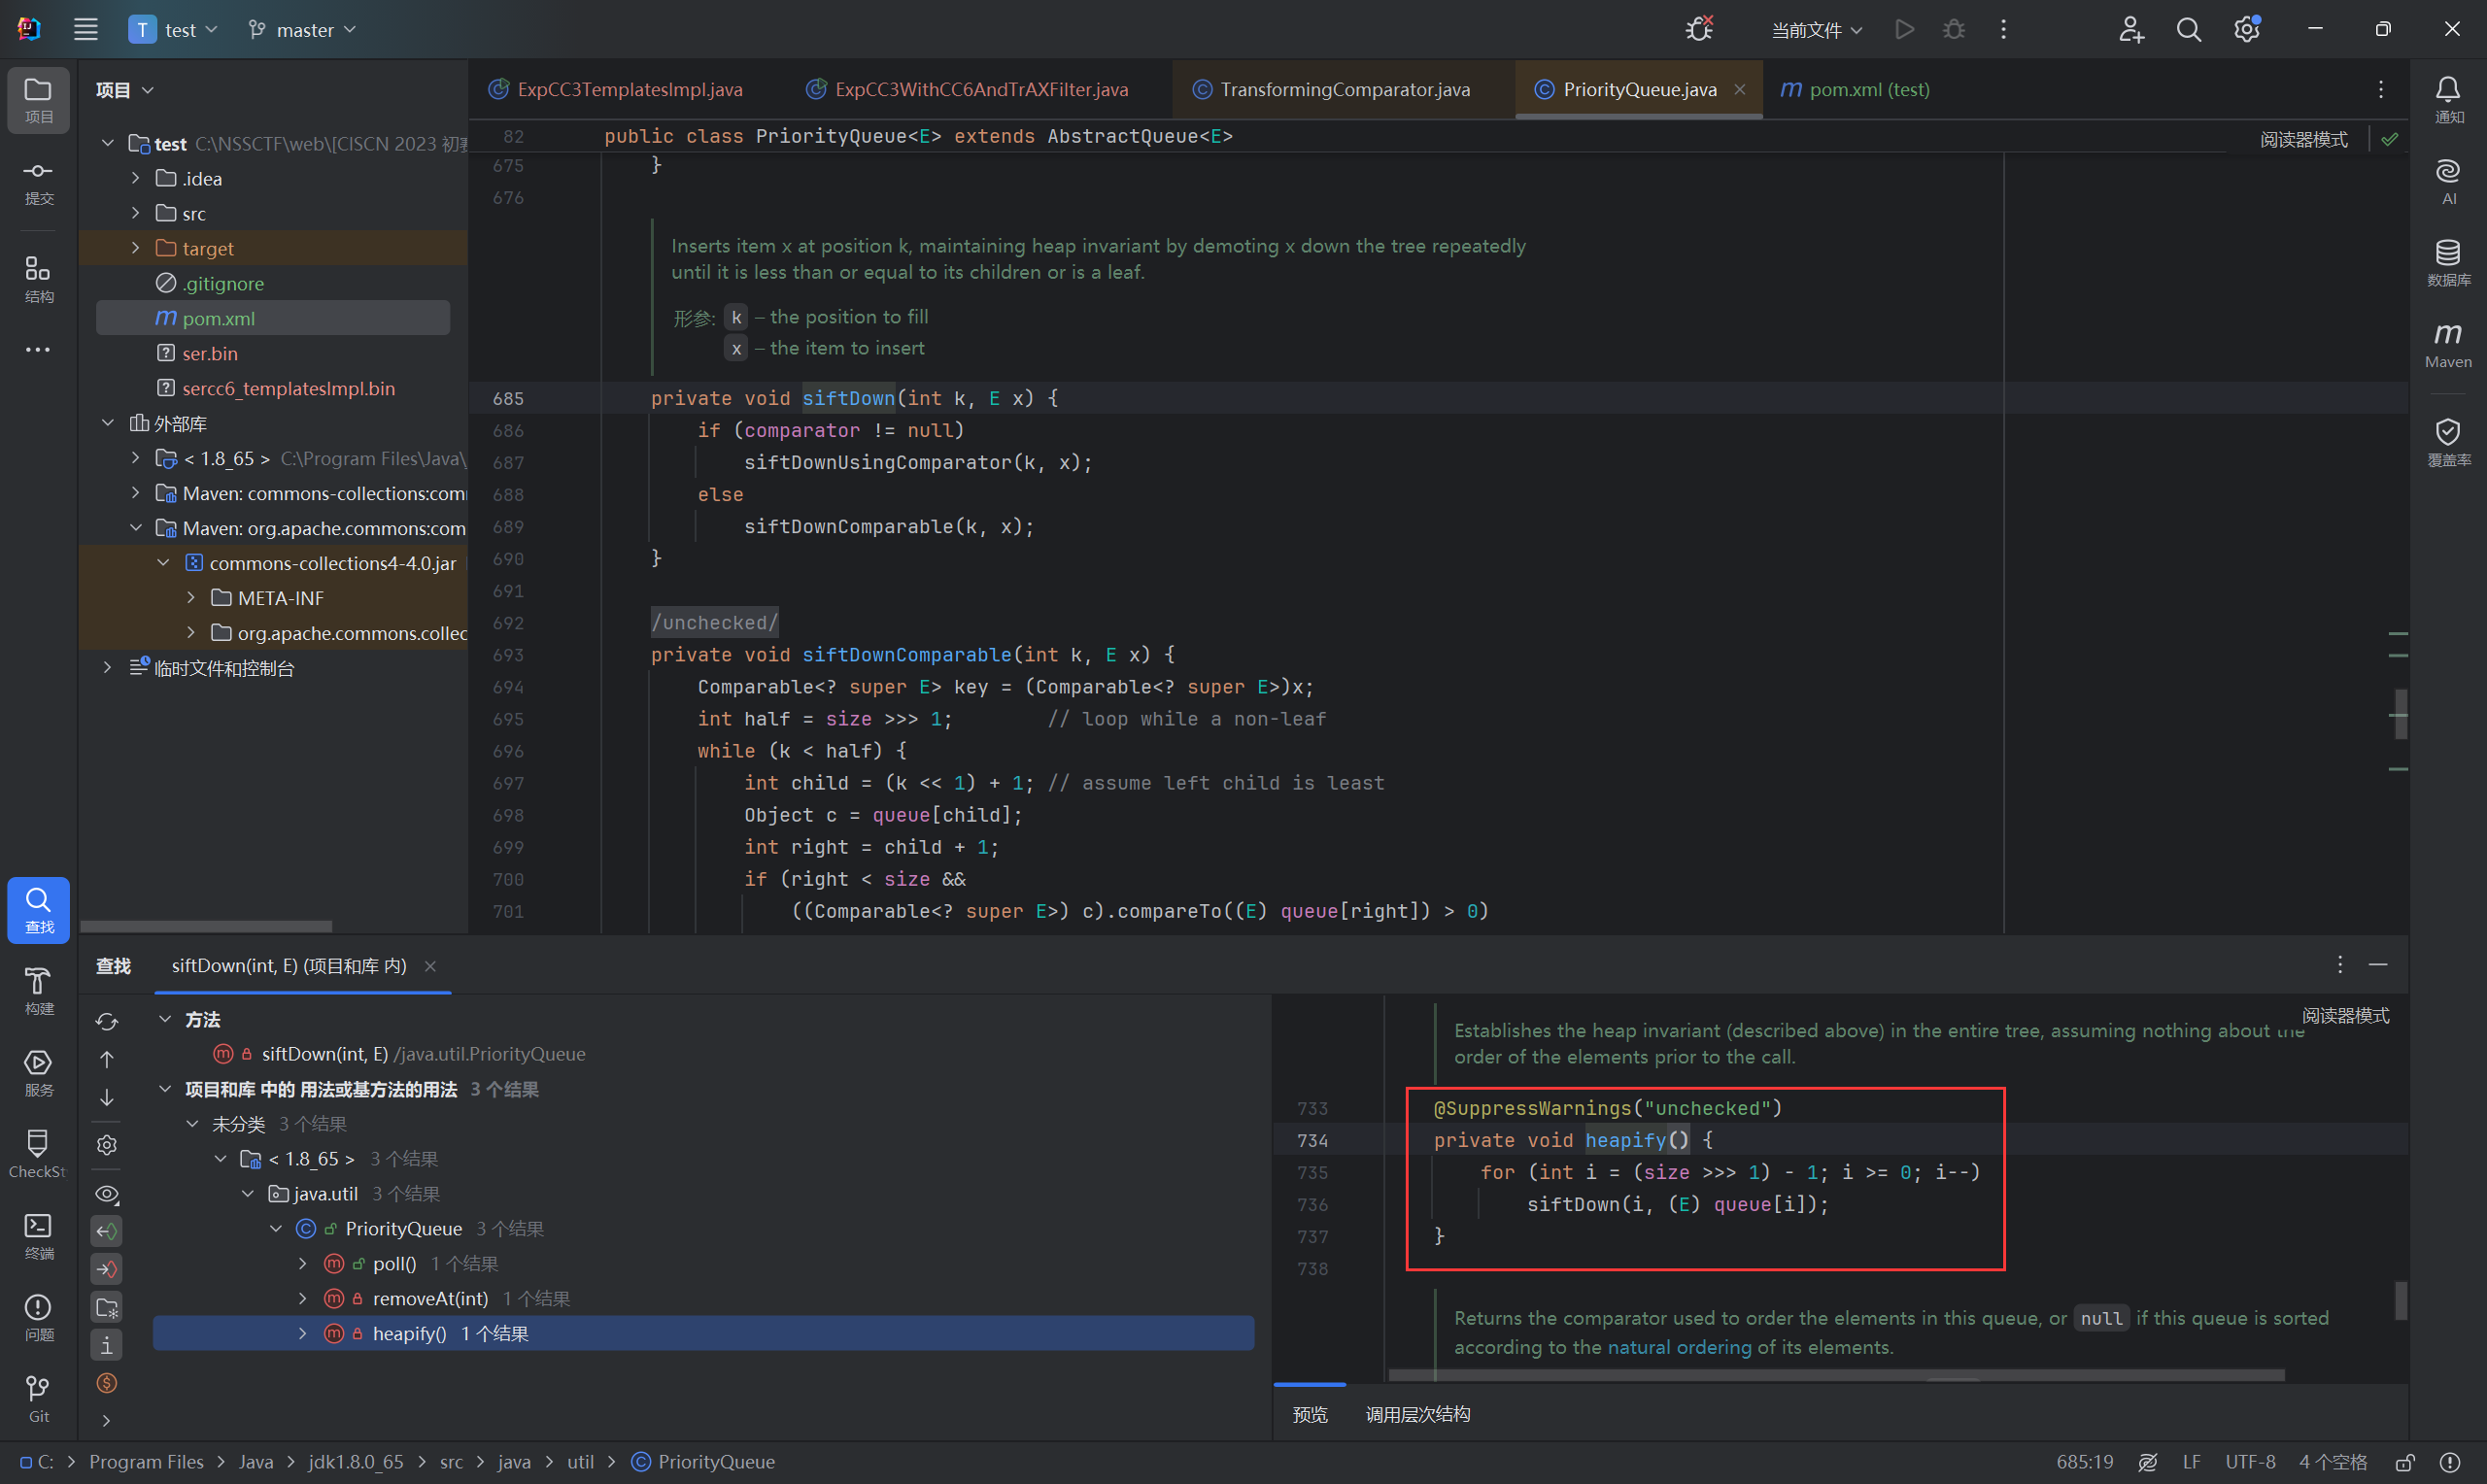 T test master 当前文件
项目
ExpCC3TemplatesImpl.java ExpCC3WithCC6AndTrAXFilter.java TransformingComparator.java PriorityQueue.java pom.xml (test)
项目
提交
结构
test C:\NSSCTF\web\[CISCN 2023 初赛
.idea
src
target
.gitignore
pom.xml
ser.bin
sercc6_templatesImpl.bin
外部库
< 1.8_65 > C:\Program Files\Java\
Maven: commons-collections:com
Maven: org.apache.commons:com
commons-collections4-4.0.jar
META-INF
org.apache.commons.collec
临时文件和控制台
82 public class PriorityQueue<E> extends AbstractQueue<E>
阅读器模式
675 }
676
Inserts item x at position k, maintaining heap invariant by demoting x down the tree repeatedly
until it is less than or equal to its children or is a leaf.
形参: k – the position to fill
x – the item to insert
685 private void siftDown(int k, E x) {
686 if (comparator != null)
687 siftDownUsingComparator(k, x);
688 else
689 siftDownComparable(k, x);
690 }
691
692 /unchecked/
693 private void siftDownComparable(int k, E x) {
694 Comparable<? super E> key = (Comparable<? super E>)x;
695 int half = size >>> 1; // loop while a non-leaf
696 while (k < half) {
697 int child = (k << 1) + 1; // assume left child is least
698 Object c = queue[child];
699 int right = child + 1;
700 if (right < size &&
701 ((Comparable<? super E>) c).compareTo((E) queue[right]) > 0)
通知
AI
数据库
m
Maven
覆盖率
查找
构建
服务
CheckSt
终端
问题
Git
查找 siftDown(int, E) (项目和库 内)
方法
siftDown(int, E) /java.util.PriorityQueue
项目和库 中的 用法或基方法的用法 3 个结果
未分类 3 个结果
< 1.8_65 > 3 个结果
java.util 3 个结果
PriorityQueue 3 个结果
poll() 1 个结果
removeAt(int) 1 个结果
heapify() 1 个结果
阅读器模式
Establishes the heap invariant (described above) in the entire tree, assuming nothing about the
order of the elements prior to the call.
733 @SuppressWarnings("unchecked")
734 private void heapify() {
735 for (int i = (size >>> 1) - 1; i >= 0; i--)
736 siftDown(i, (E) queue[i]);
737 }
738
Returns the comparator used to order the elements in this queue, or null if this queue is sorted
according to the natural ordering of its elements.
预览 调用层次结构
C: > Program Files > Java > jdk1.8.0_65 > src > java > util > PriorityQueue
685:19 LF UTF-8 4 个空格